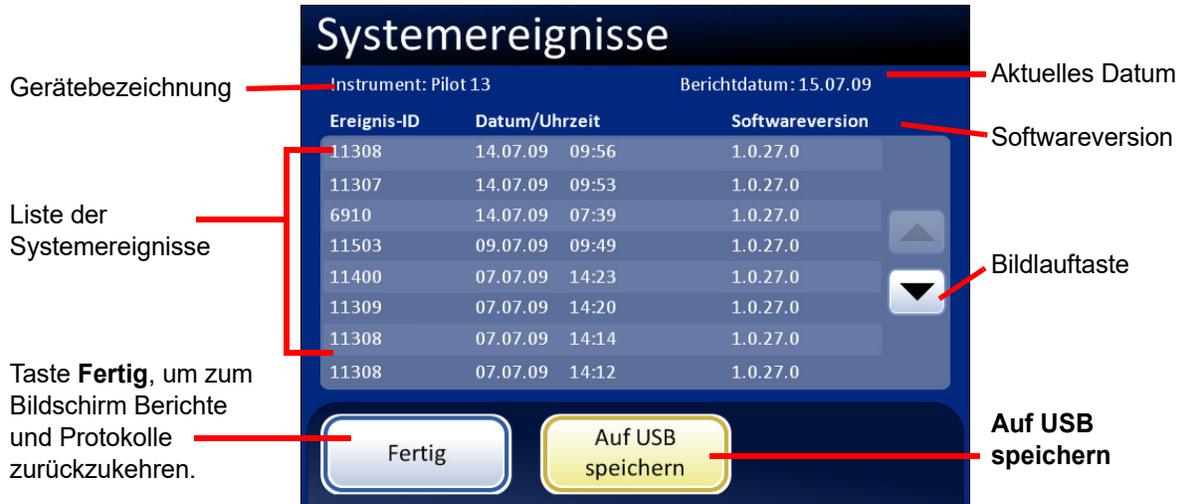 Systemereignisse
Gerätebezeichnung
Instrument: Pilot 13
Berichtdatum: 15.07.09
Aktuelles Datum
Ereignis-ID Datum/Uhrzeit Softwareversion
Softwareversion
11308 14.07.09 09:56 1.0.27.0
11307 14.07.09 09:53 1.0.27.0
6910 14.07.09 07:39 1.0.27.0
11503 09.07.09 09:49 1.0.27.0
11400 07.07.09 14:23 1.0.27.0
11309 07.07.09 14:20 1.0.27.0
11308 07.07.09 14:14 1.0.27.0
11308 07.07.09 14:12 1.0.27.0
Liste der
Systemereignisse
Bildlauftaste
Taste Fertig, um zum
Bildschirm Berichte
und Protokolle
zurückzukehren.
Fertig
Auf USB
speichern
Auf USB
speichern